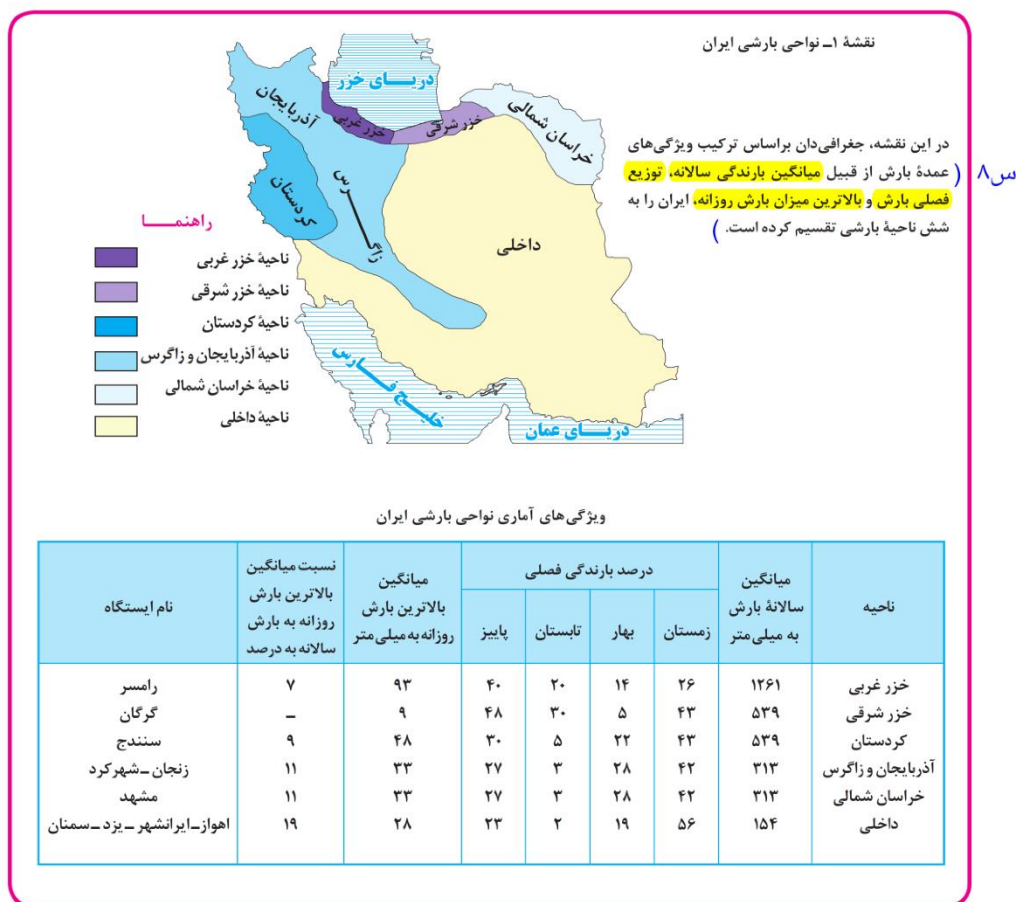 نقشهٔ ۱ـ نواحی بارشی ایران
در این نقشه، جغرافی‌دان براساس ترکیب ویژگی‌های
س۸ ( عمدهٔ بارش از قبیل میانگین بارندگی سالانه، توزیع
فصلی بارش و بالاترین میزان بارش روزانه، ایران را به
شش ناحیهٔ بارشی تقسیم کرده است. )
دریـــای خزر
آذربایجان
خزر غربی
خزر شرقی
خراسان شمالی
کردستان
زاگـــــرس
داخلی
خلیـج فــــارس
دریـــای عمان
راهنمـــا
ناحیهٔ خزر غربی
ناحیهٔ خزر شرقی
ناحیهٔ کردستان
ناحیهٔ آذربایجان و زاگرس
ناحیهٔ خراسان شمالی
ناحیهٔ داخلی
ویژگی‌های آماری نواحی بارشی ایران
ناحیه
میانگین
سالانهٔ بارش
به میلی‌متر
درصد بارندگی فصلی
زمستان بهار تابستان پاییز
میانگین
بالاترین بارش
روزانه به میلی‌متر
نسبت میانگین
بالاترین بارش
روزانه به بارش
سالانه به درصد
نام ایستگاه
خزر غربی ۱۲۶۱ ۲۶ ۱۴ ۲۰ ۴۰ ۹۳ ۷ رامسر
خزر شرقی ۵۳۹ ۴۳ ۵ ۳۰ ۴۸ ۹ – گرگان
کردستان ۵۳۹ ۴۳ ۲۲ ۵ ۳۰ ۴۸ ۹ سنندج
آذربایجان و زاگرس ۳۱۳ ۴۲ ۲۸ ۳ ۲۷ ۳۳ ۱۱ زنجان ـ شهرکرد
خراسان شمالی ۳۱۳ ۴۲ ۲۸ ۳ ۲۷ ۳۳ ۱۱ مشهد
داخلی ۱۵۴ ۵۶ ۱۹ ۲ ۲۳ ۲۸ ۱۹ اهواز ـ ایرانشهر ـ یزد ـ سمنان